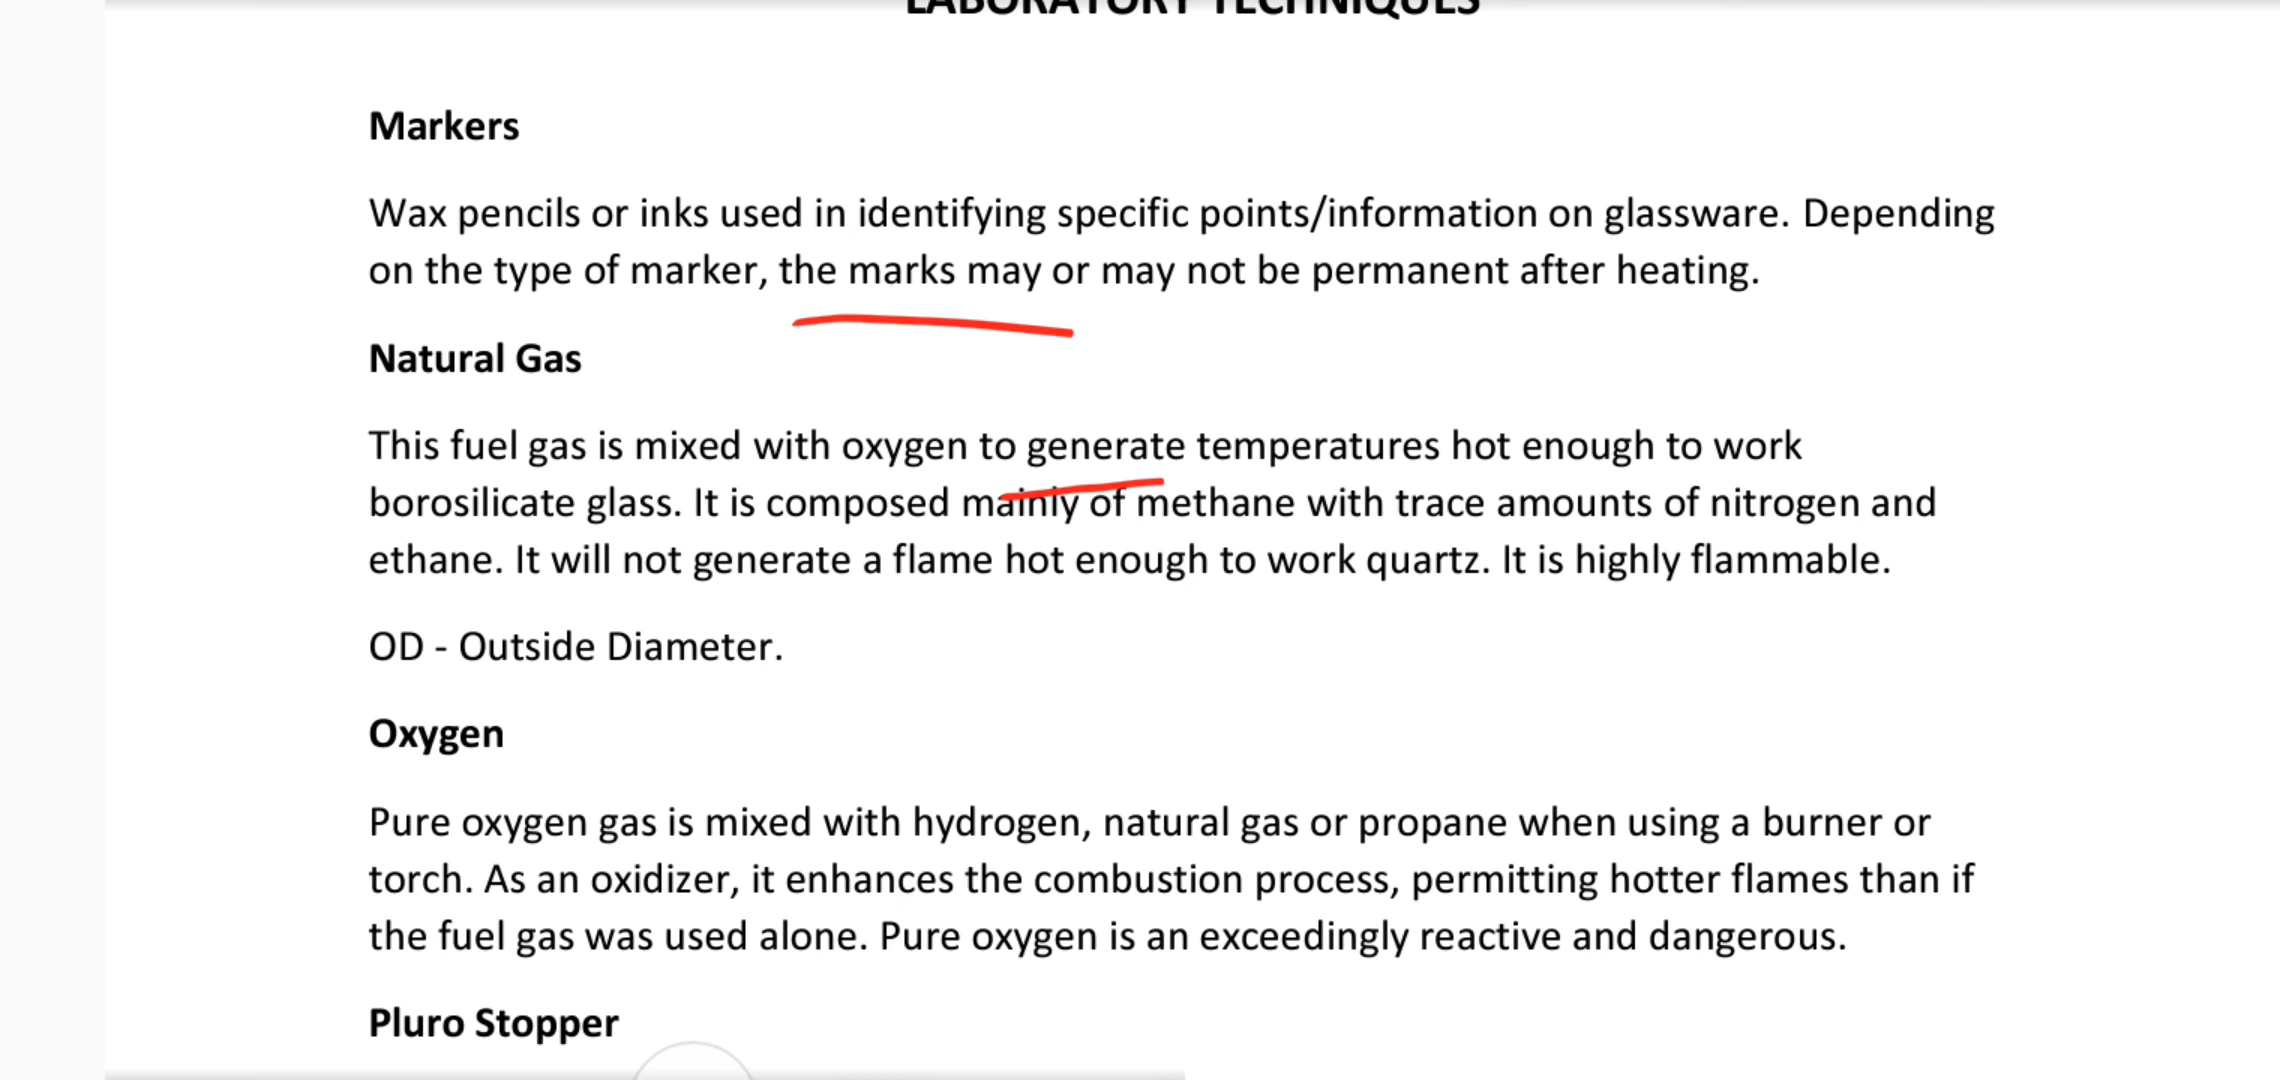 LABORATORY TECHNIQUES
Markers
Wax pencils or inks used in identifying specific points/information on glassware. Depending
on the type of marker, the marks may or may not be permanent after heating.
Natural Gas
This fuel gas is mixed with oxygen to generate temperatures hot enough to work
borosilicate glass. It is composed mainly of methane with trace amounts of nitrogen and
ethane. It will not generate a flame hot enough to work quartz. It is highly flammable.
OD - Outside Diameter.
Oxygen
Pure oxygen gas is mixed with hydrogen, natural gas or propane when using a burner or
torch. As an oxidizer, it enhances the combustion process, permitting hotter flames than if
the fuel gas was used alone. Pure oxygen is an exceedingly reactive and dangerous.
Pluro Stopper